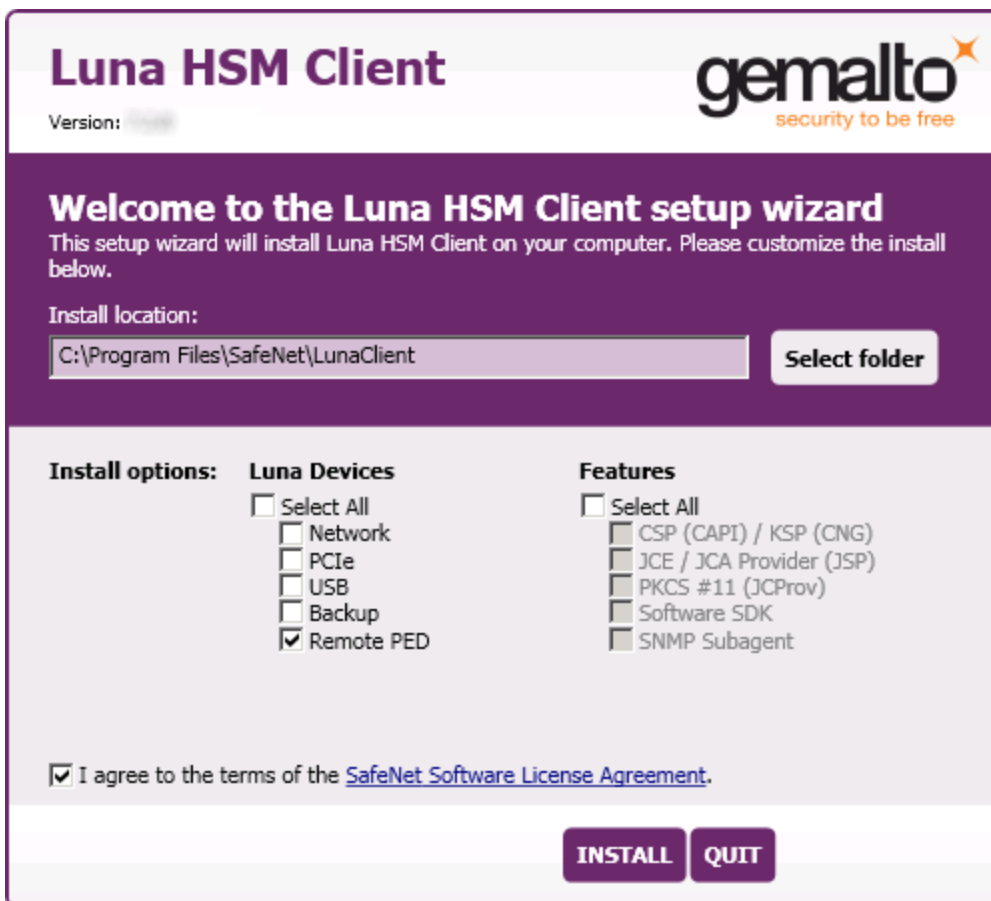 Luna HSM Client
gemalto
security to be free
Version:
Welcome to the Luna HSM Client setup wizard
This setup wizard will install Luna HSM Client on your computer. Please customize the install
below.
Install location:
C:\Program Files\SafeNet\LunaClient
Select folder
Install options:
Luna Devices
Select All
Network
PCIe
USB
Backup
Remote PED
Features
Select All
CSP (CAPI) / KSP (CNG)
JCE / JCA Provider (JSP)
PKCS #11 (JCProv)
Software SDK
SNMP Subagent
I agree to the terms of the SafeNet Software License Agreement.
INSTALL
QUIT